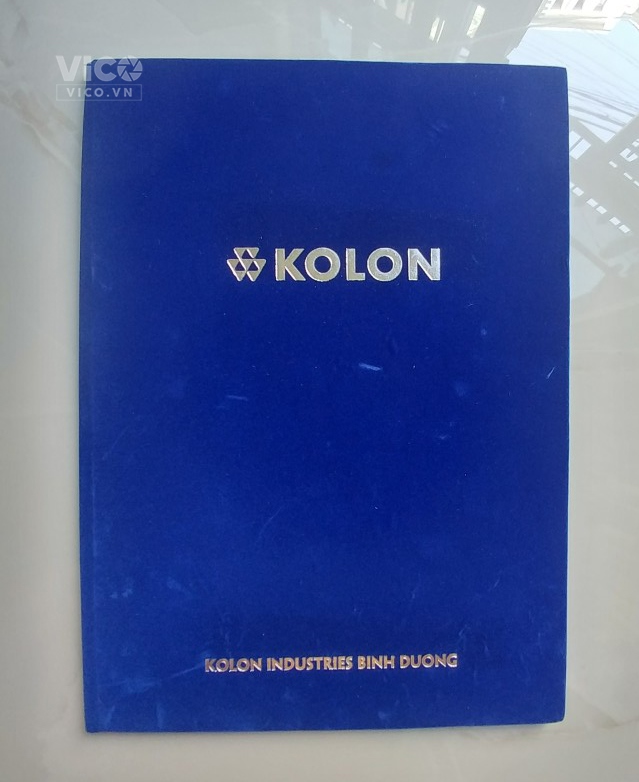 ViCO
VICO.VN
KOLON
KOLON INDUSTRIES BINH DUONG